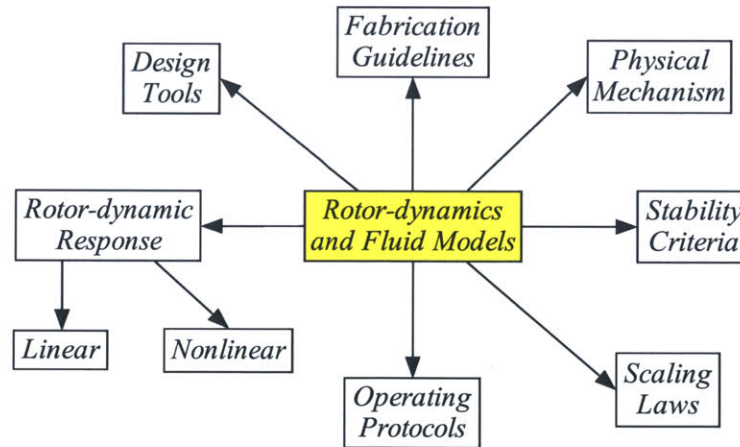 Fabrication
Guidelines
Design
Tools
Physical
Mechanism
Rotor-dynamic
Response
Rotor-dynamics
and Fluid Models
Stability
Criteria
Linear
Nonlinear
Operating
Protocols
Scaling
Laws